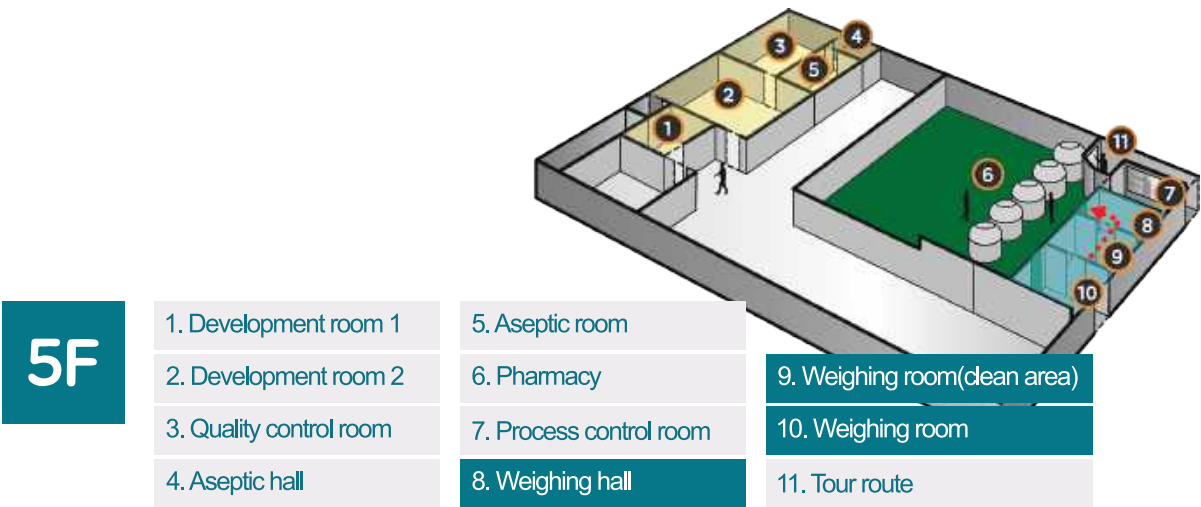 3
4
5
2
1
11
6
7
8
9
10
5F
1. Development room 1
2. Development room 2
3. Quality control room
4. Aseptic hall
5. Aseptic room
6. Pharmacy
7. Process control room
8. Weighing hall
9. Weighing room(clean area)
10. Weighing room
11. Tour route